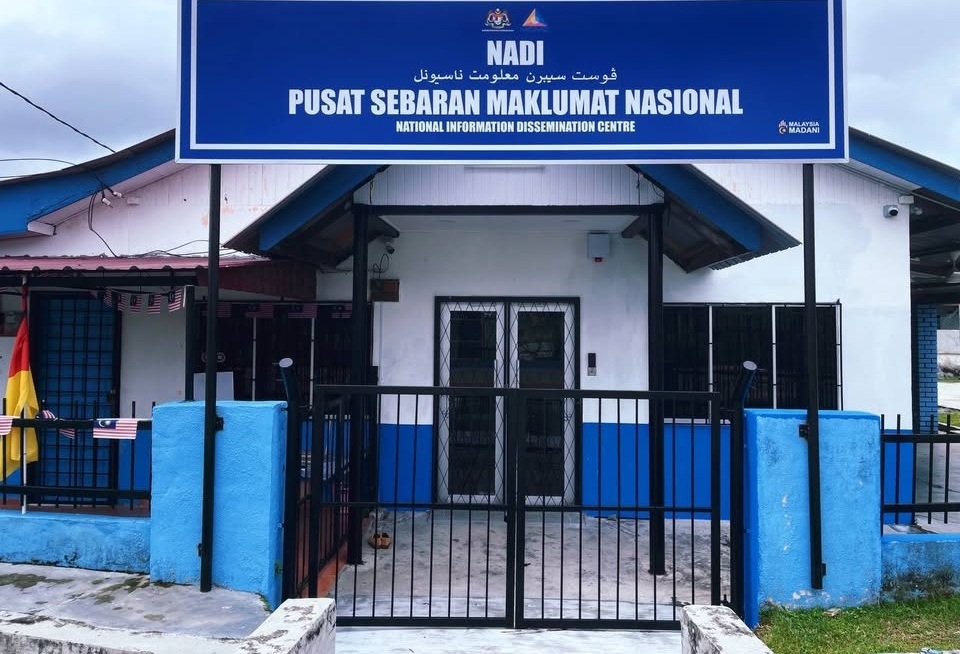 NADI
ڤوست سيبرن معلومت ناسيونل
PUSAT SEBARAN MAKLUMAT NASIONAL
NATIONAL INFORMATION DISSEMINATION CENTRE
MALAYSIA
MADANI